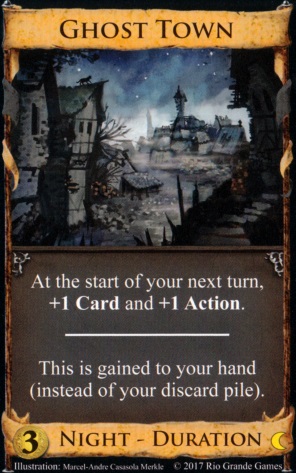 GHOST TOWN
At the start of your next turn,
+1 Card and +1 Action.
This is gained to your hand
(instead of your discard pile).
3 NIGHT - DURATION
Illustration: Marcel-Andre Casasola Merkle © 2017 Rio Grande Games